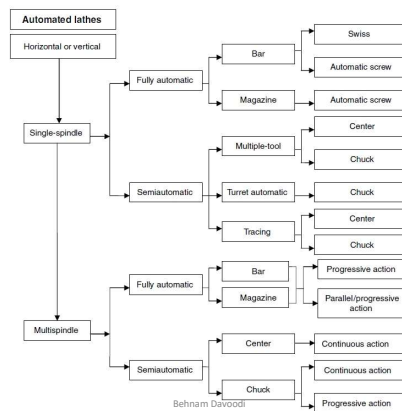 Automated lathes
Horizontal or vertical
Swiss
Bar
Automatic screw
Fully automatic
Magazine
Automatic screw
Single-spindle
Center
Multiple-tool
Chuck
Semiautomatic
Turret automatic
Chuck
Center
Tracing
Chuck
Bar
Progressive action
Fully automatic
Magazine
Parallel/progressive
action
Multispindle
Center
Continuous action
Semiautomatic
Continuous action
Chuck
Progressive action
Behnam Davoodi